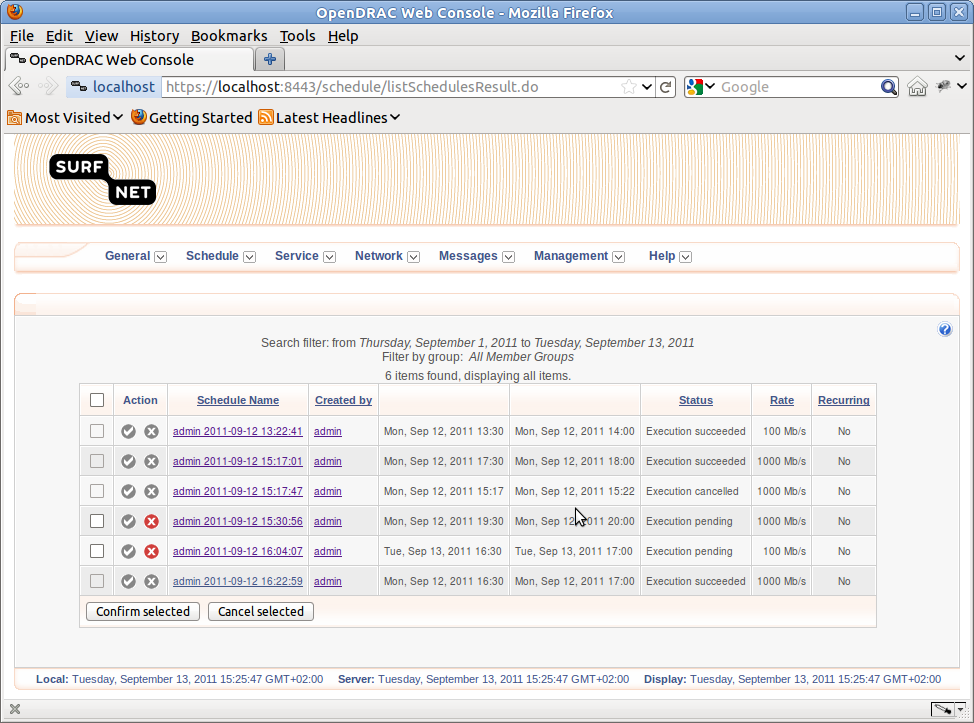 OpenDRAC Web Console - Mozilla Firefox
File Edit View History Bookmarks Tools Help
OpenDRAC Web Console
localhost https://localhost:8443/schedule/listSchedulesResult.do Google
Most Visited Getting Started Latest Headlines
SURF
NET
General Schedule Service Network Messages Management Help
Search filter: from Thursday, September 1, 2011 to Tuesday, September 13, 2011
Filter by group: All Member Groups
6 items found, displaying all items.
Action Schedule Name Created by Status Rate Recurring
admin 2011-09-12 13:22:41 admin Mon, Sep 12, 2011 13:30 Mon, Sep 12, 2011 14:00 Execution succeeded 100 Mb/s No
admin 2011-09-12 15:17:01 admin Mon, Sep 12, 2011 17:30 Mon, Sep 12, 2011 18:00 Execution succeeded 1000 Mb/s No
admin 2011-09-12 15:17:47 admin Mon, Sep 12, 2011 15:17 Mon, Sep 12, 2011 15:22 Execution cancelled 1000 Mb/s No
admin 2011-09-12 15:30:56 admin Mon, Sep 12, 2011 19:30 Mon, Sep 12, 2011 20:00 Execution pending 1000 Mb/s No
admin 2011-09-12 16:04:07 admin Tue, Sep 13, 2011 16:30 Tue, Sep 13, 2011 17:00 Execution pending 100 Mb/s No
admin 2011-09-12 16:22:59 admin Mon, Sep 12, 2011 16:30 Mon, Sep 12, 2011 17:00 Execution succeeded 1000 Mb/s No
Confirm selected Cancel selected
Local: Tuesday, September 13, 2011 15:25:47 GMT+02:00 Server: Tuesday, September 13, 2011 15:25:47 GMT+02:00 Display: Tuesday, September 13, 2011 15:25:47 GMT+02:00